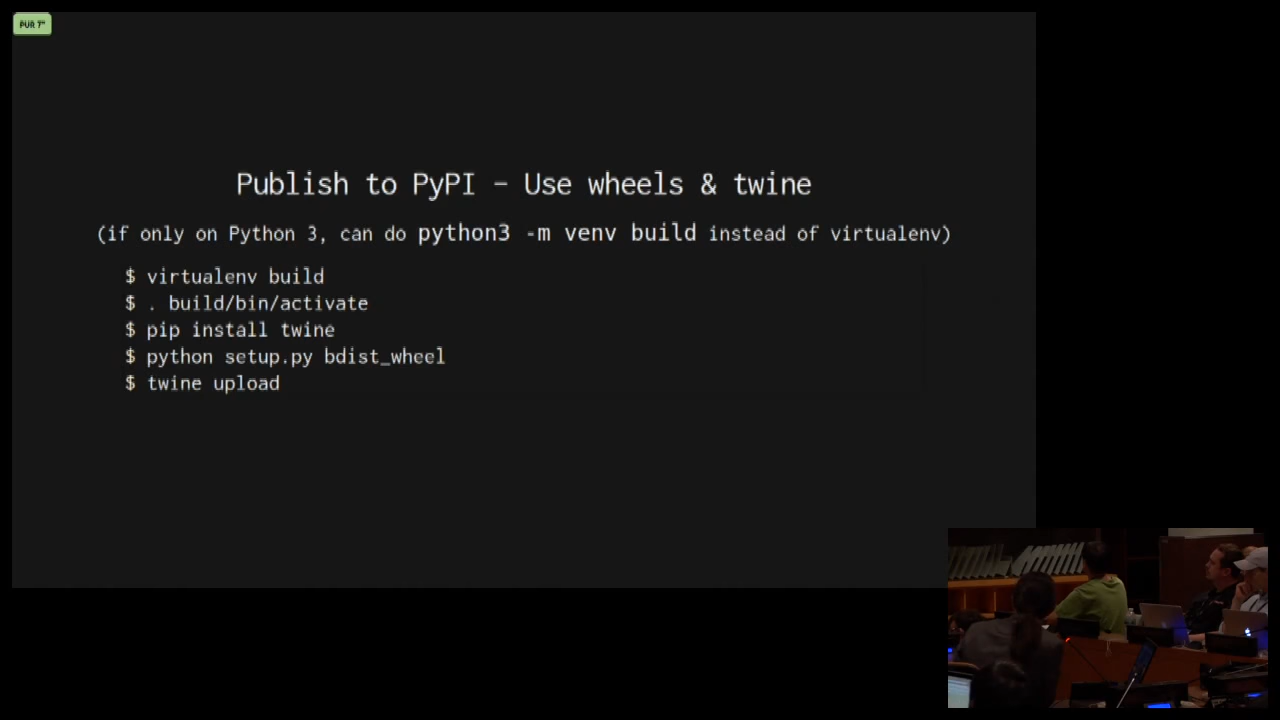 Publish to PyPI – Use wheels & twine
(if only on Python 3, can do python3 -m venv build instead of virtualenv)
$ virtualenv build
$ . build/bin/activate
$ pip install twine
$ python setup.py bdist_wheel
$ twine upload